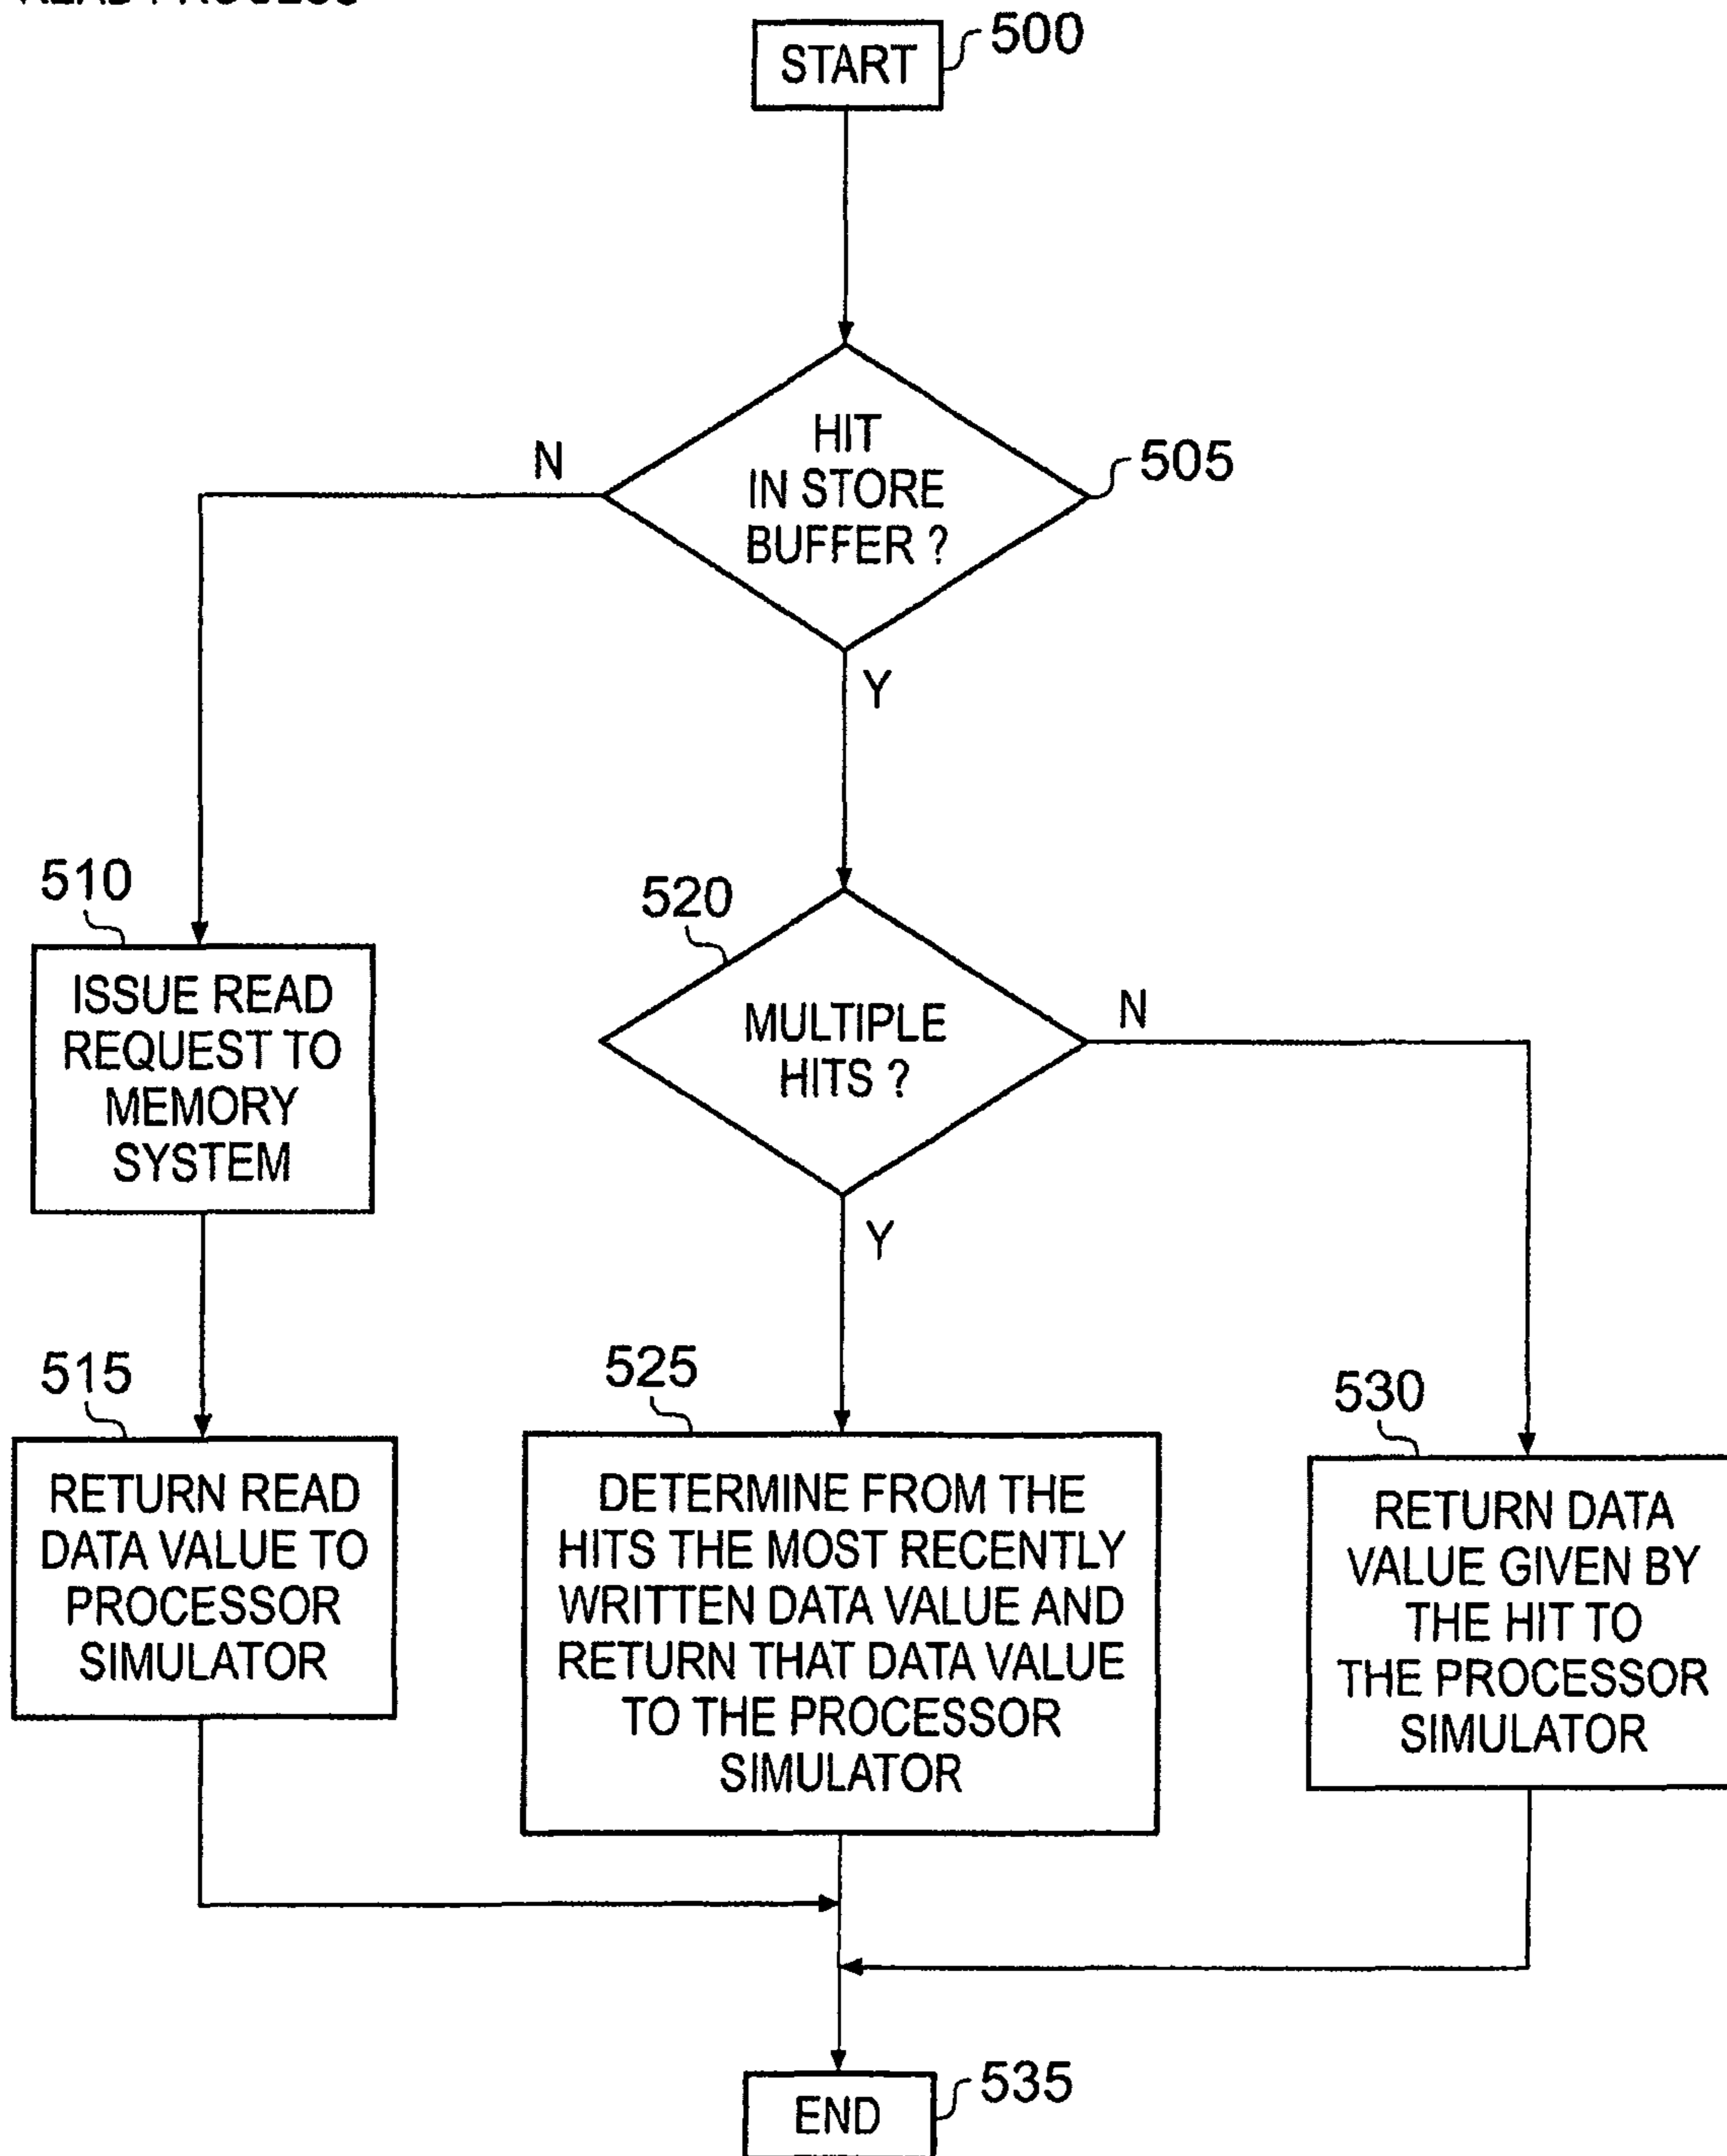 READ PROCESS
START
500
HIT
IN STORE
BUFFER ?
505
N
Y
510
ISSUE READ
REQUEST TO
MEMORY
SYSTEM
520
MULTIPLE
HITS ?
N
Y
515
RETURN READ
DATA VALUE TO
PROCESSOR
SIMULATOR
525
DETERMINE FROM THE
HITS THE MOST RECENTLY
WRITTEN DATA VALUE AND
RETURN THAT DATA VALUE
TO THE PROCESSOR
SIMULATOR
530
RETURN DATA
VALUE GIVEN BY
THE HIT TO
THE PROCESSOR
SIMULATOR
END
535